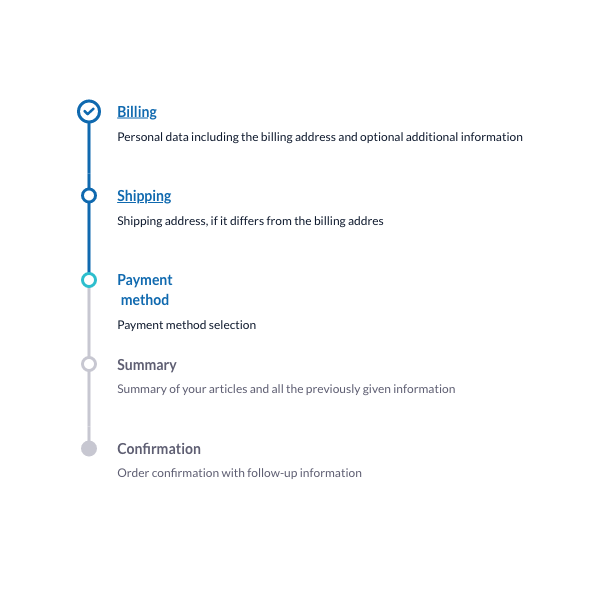 Billing
Personal data including the billing address and optional additional information
Shipping
Shipping address, if it differs from the billing addres
Payment
method
Payment method selection
Summary
Summary of your articles and all the previously given information
Confirmation
Order confirmation with follow-up information